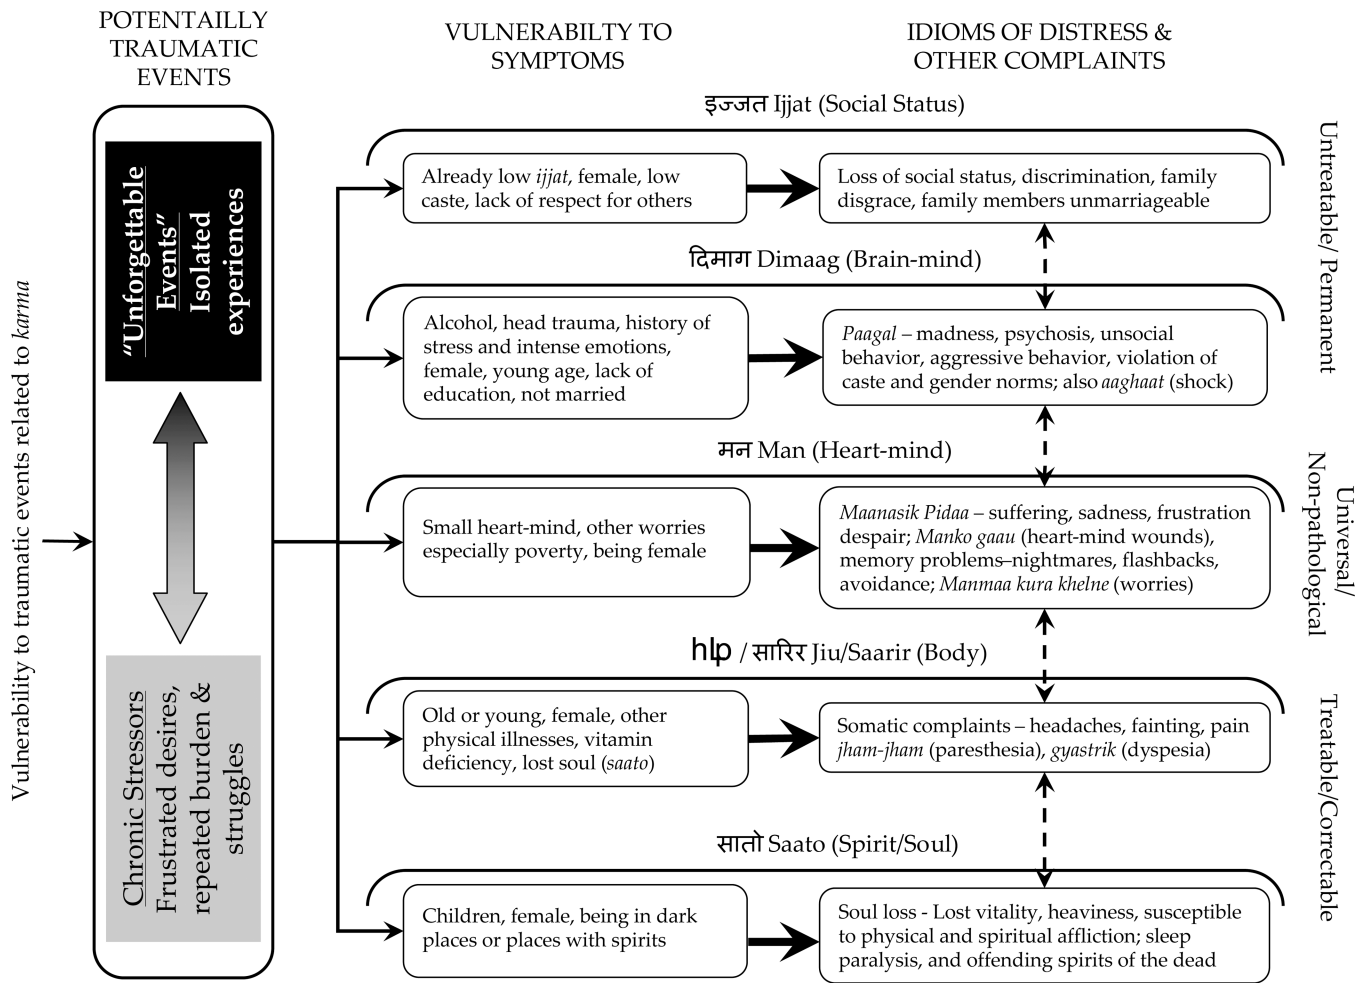 POTENTAILLY
TRAUMATIC
EVENTS
VULNERABILTY TO
SYMPTOMS
IDIOMS OF DISTRESS &
OTHER COMPLAINTS
Vulnerability to traumatic events related to karma
“Unforgettable
Events”
Isolated
experiences
Chronic Stressors
Frustrated desires,
repeated burden &
struggles
इज्जत Ijjat (Social Status)
Already low ijjat, female, low
caste, lack of respect for others
Loss of social status, discrimination, family
disgrace, family members unmarriageable
दिमाग Dimaag (Brain-mind)
Alcohol, head trauma, history of
stress and intense emotions,
female, young age, lack of
education, not married
Paagal – madness, psychosis, unsocial
behavior, aggressive behavior, violation of
caste and gender norms; also aaghaat (shock)
मन Man (Heart-mind)
Small heart-mind, other worries
especially poverty, being female
Maanasik Pidaa – suffering, sadness, frustration
despair; Manko gaau (heart-mind wounds),
memory problems–nightmares, flashbacks,
avoidance; Manmaa kura khelne (worries)
hlp / सारिर Jiu/Saarir (Body)
Old or young, female, other
physical illnesses, vitamin
deficiency, lost soul (saato)
Somatic complaints – headaches, fainting, pain
jham-jham (paresthesia), gyastrik (dyspesia)
सातो Saato (Spirit/Soul)
Children, female, being in dark
places or places with spirits
Soul loss - Lost vitality, heaviness, susceptible
to physical and spiritual affliction; sleep
paralysis, and offending spirits of the dead
Untreatable/ Permanent
Universal/
Non-pathological
Treatable/Correctable